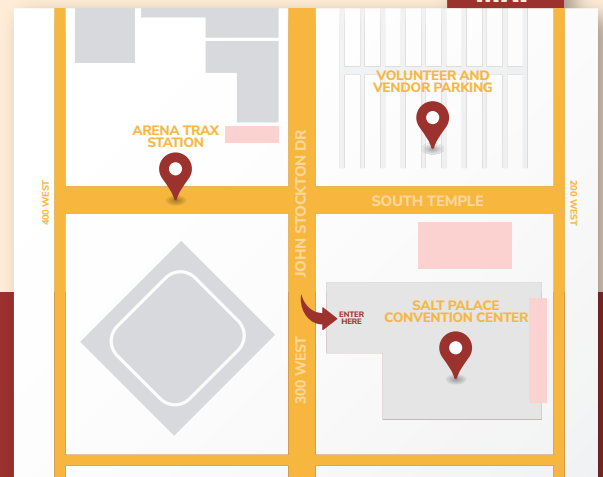 VOLUNTEER AND
VENDOR PARKING
ARENA TRAX
STATION
JOHN STOCKTON DR
400 WEST
SOUTH TEMPLE
200 WEST
SALT PALACE
CONVENTION CENTER
ENTER
HERE
300 WEST